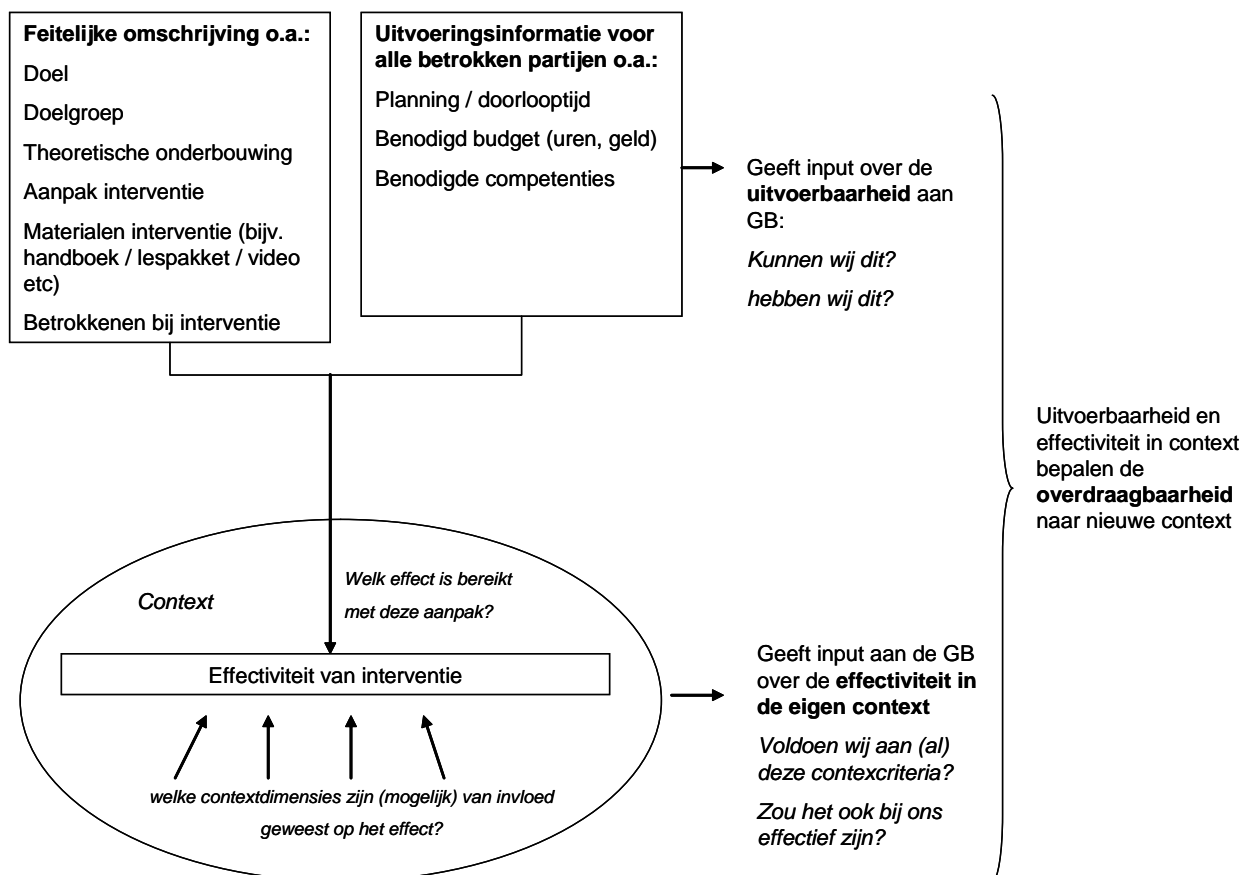 Feitelijke omschrijving o.a.:
Doel
Doelgroep
Theoretische onderbouwing
Aanpak interventie
Materialen interventie (bijv.
handboek / lespakket / video
etc)
Betrokkenen bij interventie
Uitvoeringsinformatie voor
alle betrokken partijen o.a.:
Planning / doorlooptijd
Benodigd budget (uren, geld)
Benodigde competenties
Geeft input over de
uitvoerbaarheid aan
GB:
Kunnen wij dit?
hebben wij dit?
Uitvoerbaarheid en
effectiviteit in context
bepalen de
overdraagbaarheid
naar nieuwe context
Context
Welk effect is bereikt
met deze aanpak?
Effectiviteit van interventie
welke contextdimensies zijn (mogelijk) van invloed
geweest op het effect?
Geeft input aan de GB
over de effectiviteit in
de eigen context
Voldoen wij aan (al)
deze contexcriteria?
Zou het ook bij ons
effectief zijn?